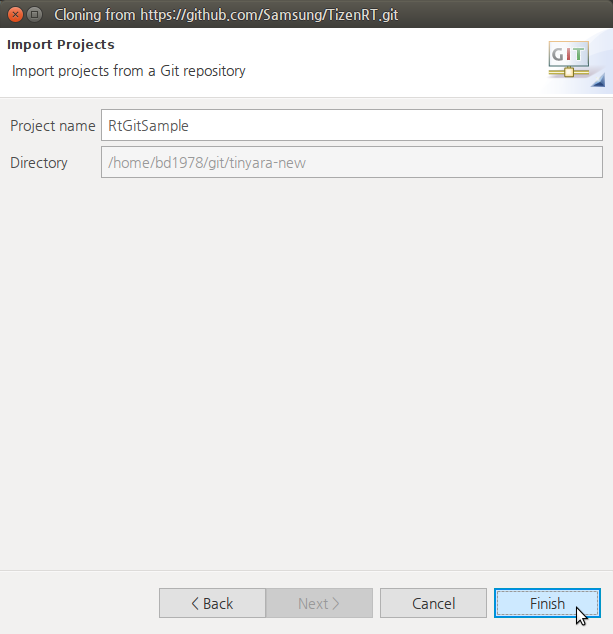 Cloning from https://github.com/Samsung/TizenRT.git
Import Projects
Import projects from a Git repository
GIT
Project name RtGitSample
Directory /home/bd1978/git/tinyara-new
< Back Next > Cancel Finish